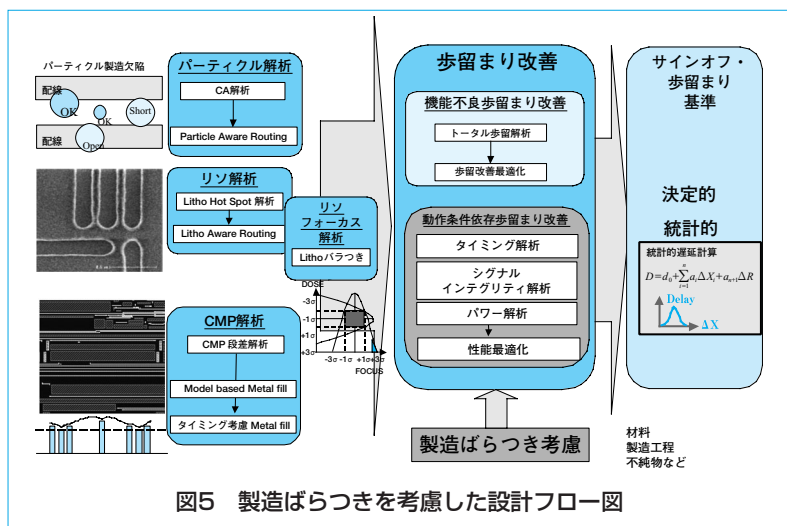 パーティクル製造欠陥
配線
OK
OK
Short
配線
Open
パーティクル解析
CA解析
Particle Aware Routing
リソ解析
Litho Hot Spot 解析
Litho Aware Routing
リソ
フォーカス
解析
Lithoバラつき
DOSE
-3σ
-1σ
+1σ
+3σ
-3σ -1σ +1σ +3σ
FOCUS
CMP解析
CMP 段差解析
Model based Metal fill
タイミング考慮 Metal fill
歩留まり改善
機能不良歩留まり改善
トータル歩留解析
歩留改善最適化
動作条件依存歩留まり改善
タイミング解析
シグナル
インテグリティ解析
パワー解析
性能最適化
製造ばらつき考慮
サインオフ・
歩留まり
基準
決定的
統計的
統計的遅延計算
D=d₀+∑ⁿᵢ₌₁aᵢΔXᵢ+aₙ₊₁ΔR
Delay
ΔX
材料
製造工程
不純物など
図5 製造ばらつきを考慮した設計フロー図